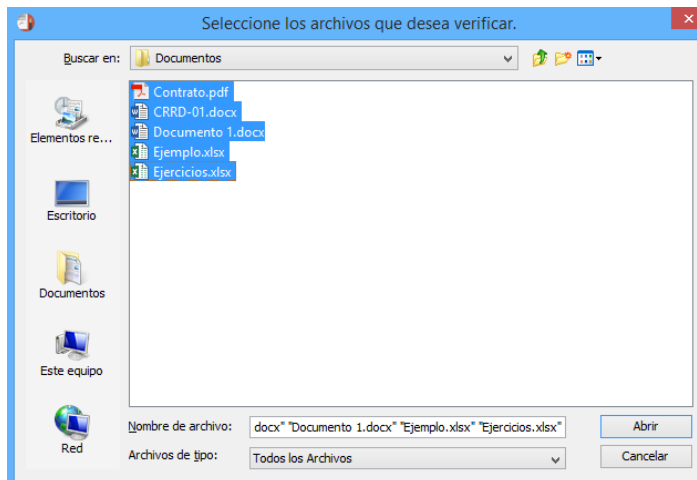 Seleccione los archivos que desea verificar.
Buscar en:
Documentos
Elementos re...
Escritorio
Documentos
Este equipo
Red
Contrato.pdf
CRRD-01.docx
Documento 1.docx
Ejemplo.xlsx
Ejercicios.xlsx
Nombre de archivo:
docx" "Documento 1.docx" "Ejemplo.xlsx" "Ejercicios.xlsx"
Abrir
Archivos de tipo:
Todos los Archivos
Cancelar